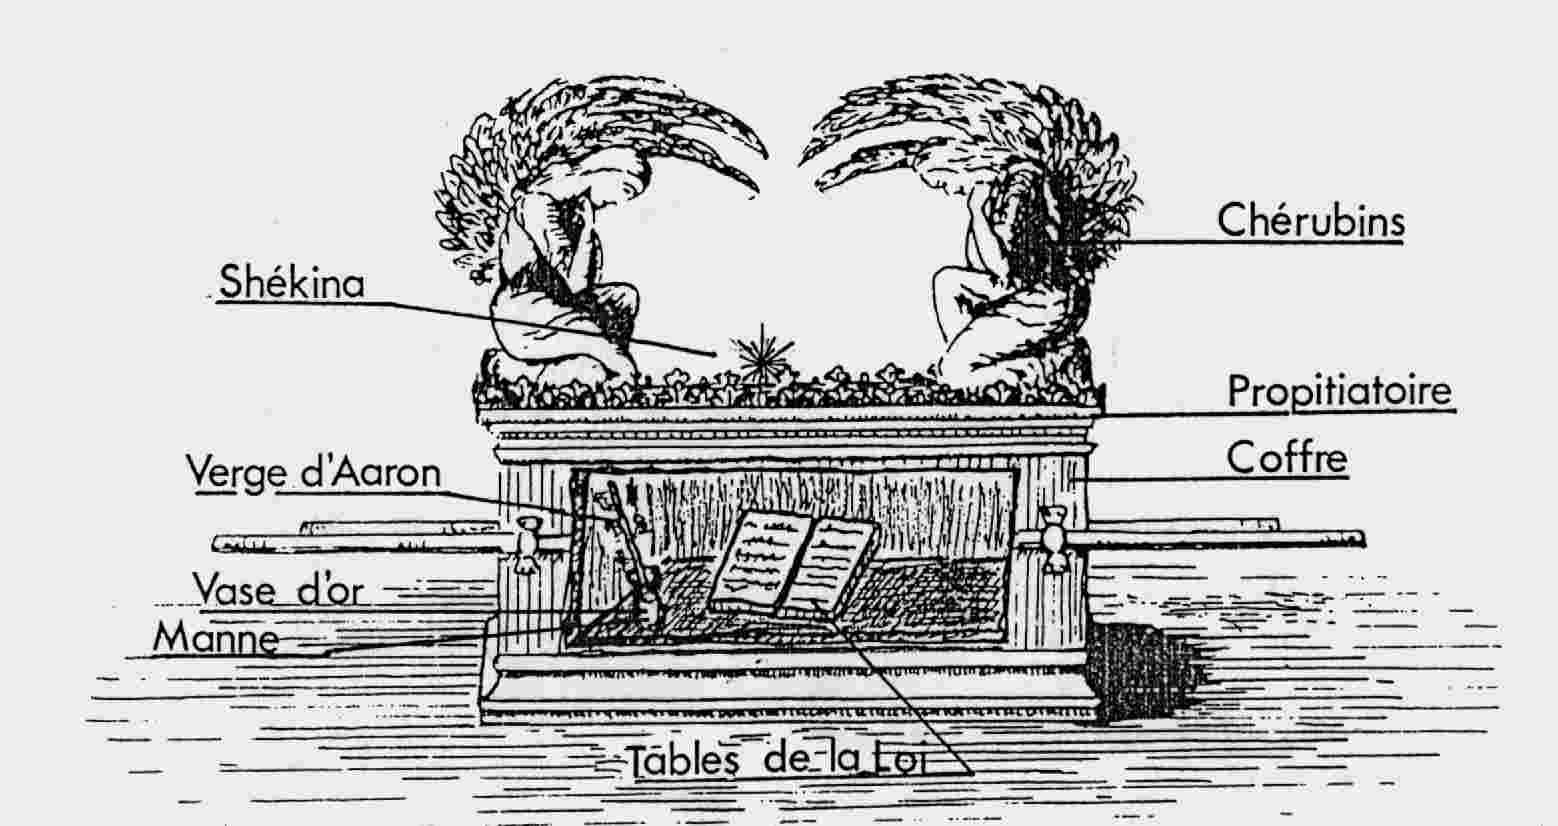 Chérubins
Shékina
Propitiatoire
Coffre
Verge d'Aaron
Vase d'or
Manne
Tables de la Loi